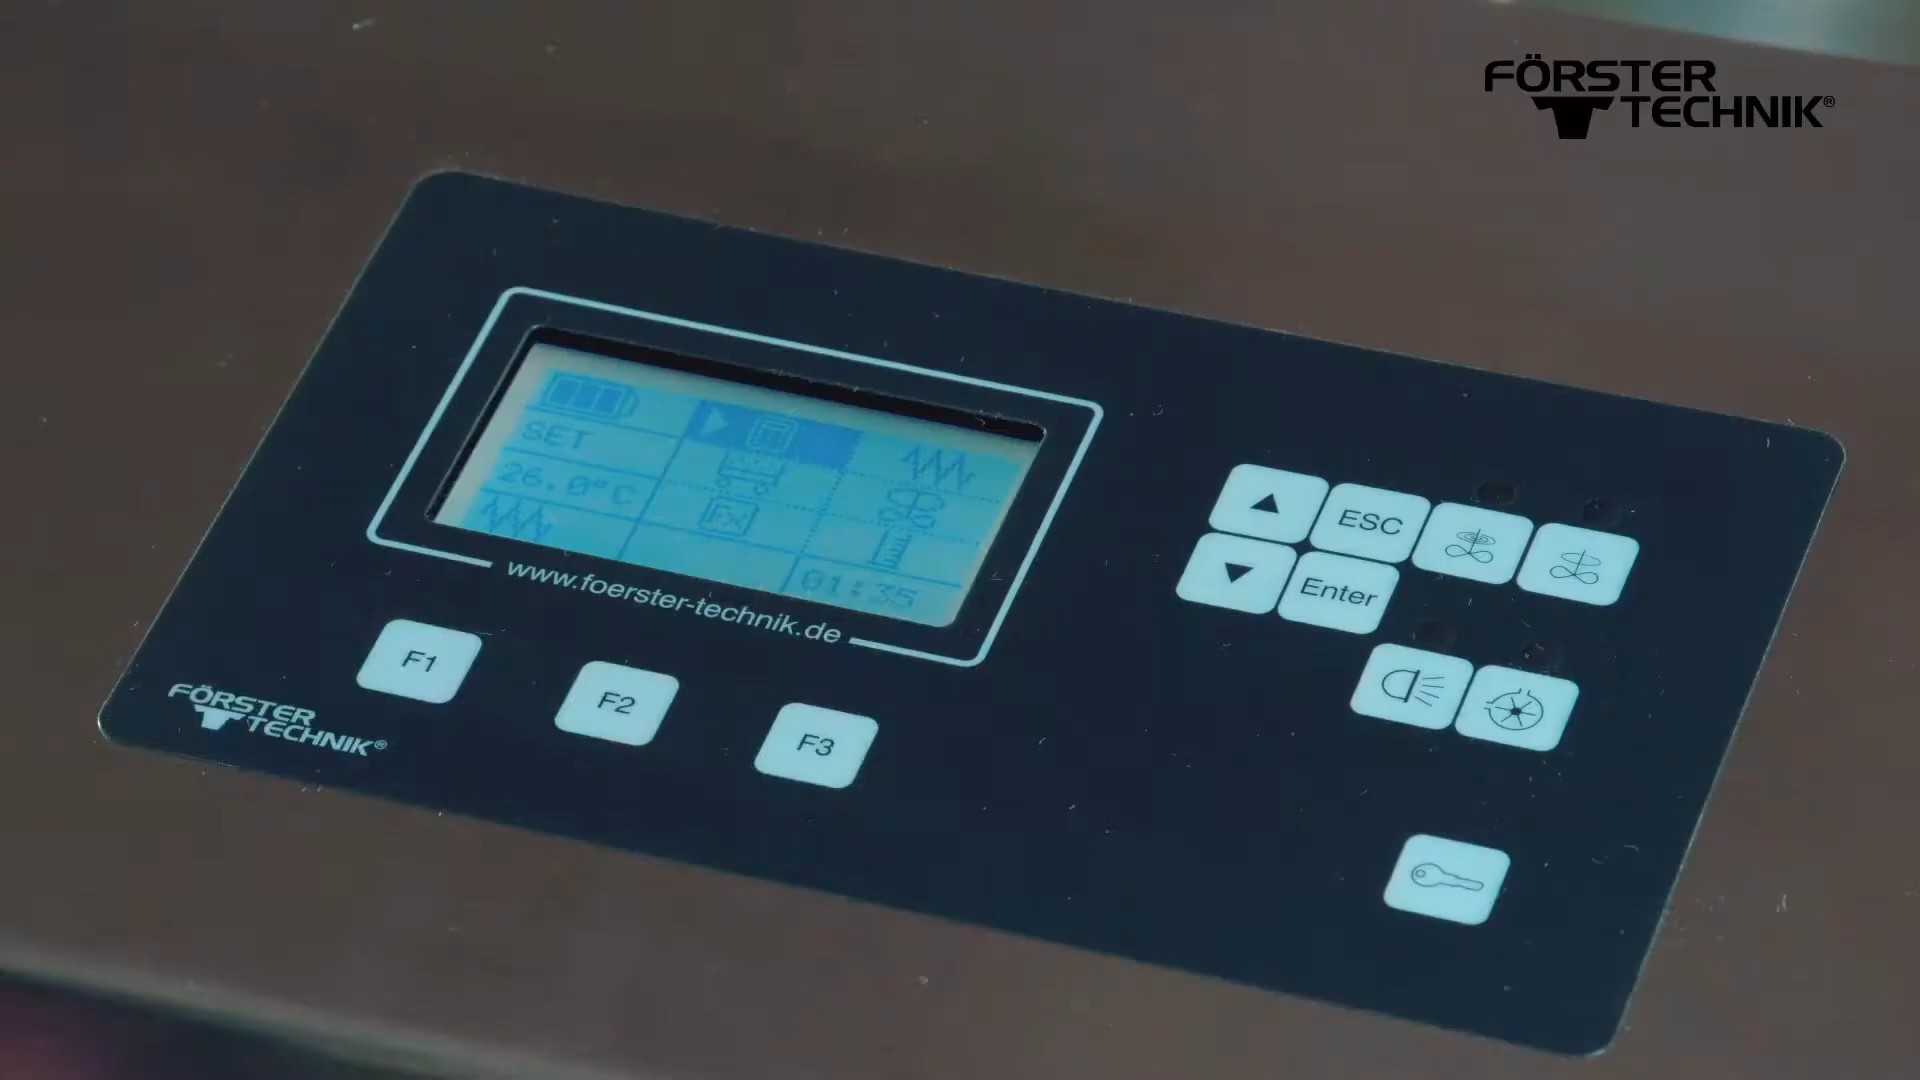 FÖRSTER
TECHNIK®
SET
26.0°C
01:35
www.foerster-technik.de
ESC
Enter
F1
F2
F3
FÖRSTER
TECHNIK®